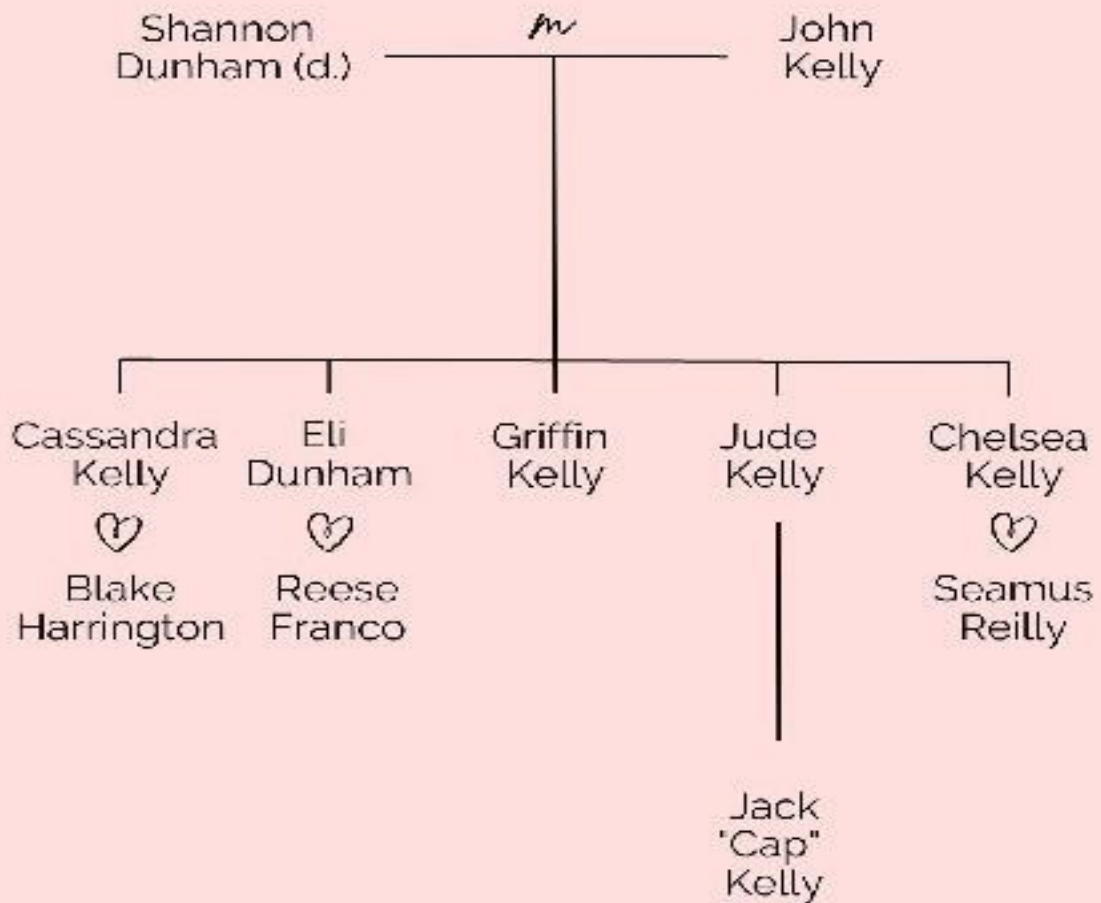 Shannon
Dunham (d.)
m
John
Kelly
Cassandra
Kelly
Blake
Harrington
Eli
Dunham
Reese
Franco
Griffin
Kelly
Jude
Kelly
Jack
"Cap"
Kelly
Chelsea
Kelly
Seamus
Reilly